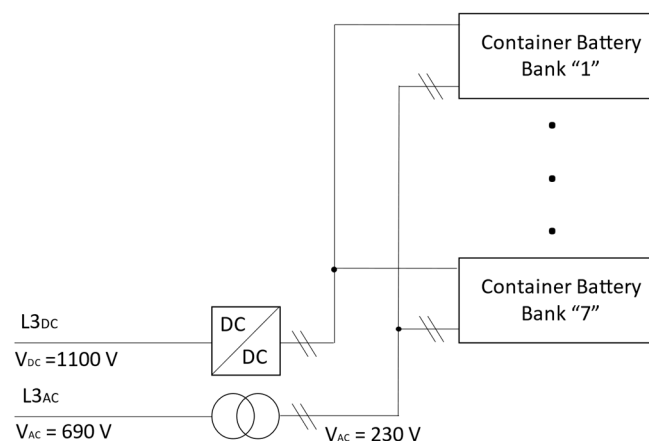 Container Battery
Bank “1”
Container Battery
Bank “7”
L3DC
DC
DC
VDC =1100 V
L3AC
VAC = 690 V
VAC = 230 V